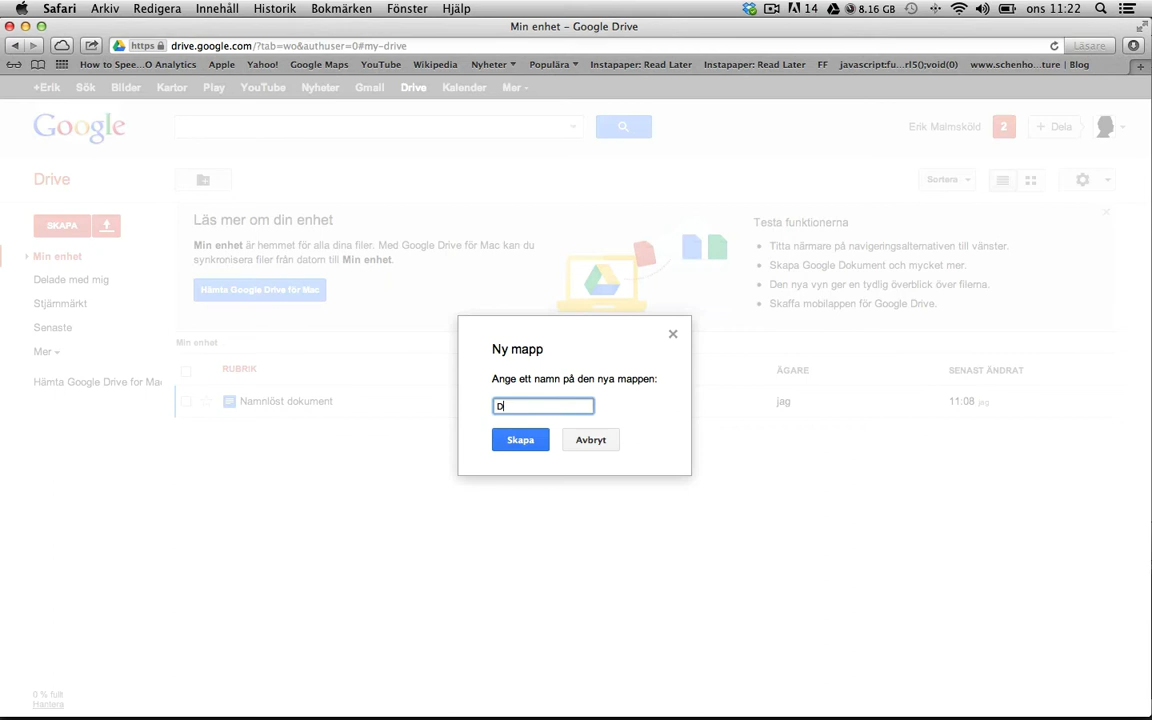 Safari Arkiv Redigera Innehåll Historik Bokmärken Fönster Hjälp 14 8.16 GB ons 11:22
Min enhet – Google Drive
https drive.google.com/?tab=wo&authuser=0#my-drive Läsare
How to Spee...O Analytics Apple Yahoo! Google Maps YouTube Wikipedia Nyheter Populära Instapaper: Read Later Instapaper: Read Later FF javascript:fu...rl5();void(0) www.schenho...ture | Blog
+Erik Sök Bilder Kartor Play YouTube Nyheter Gmail Drive Kalender Mer
Google Erik Malmsköld 2 + Dela
Drive Sortera
SKAPA
Min enhet
Delade med mig
Stjärnmärkt
Senaste
Mer
Hämta Google Drive for Mac
Läs mer om din enhet
Min enhet är hemmet för alla dina filer. Med Google Drive för Mac kan du
synkronisera filer från datorn till Min enhet.
Hämta Google Drive för Mac
Testa funktionerna
Titta närmare på navigeringsalternativen till vänster.
Skapa Google Dokument och mycket mer.
Den nya vyn ger en tydlig överblick över filerna.
Skaffa mobilappen för Google Drive.
Min enhet
RUBRIK ÄGARE SENAST ÄNDRAT
Namnlöst dokument jag 11:08 jag
Ny mapp
Ange ett namn på den nya mappen:
D
Skapa Avbryt
0 % fullt
Hantera